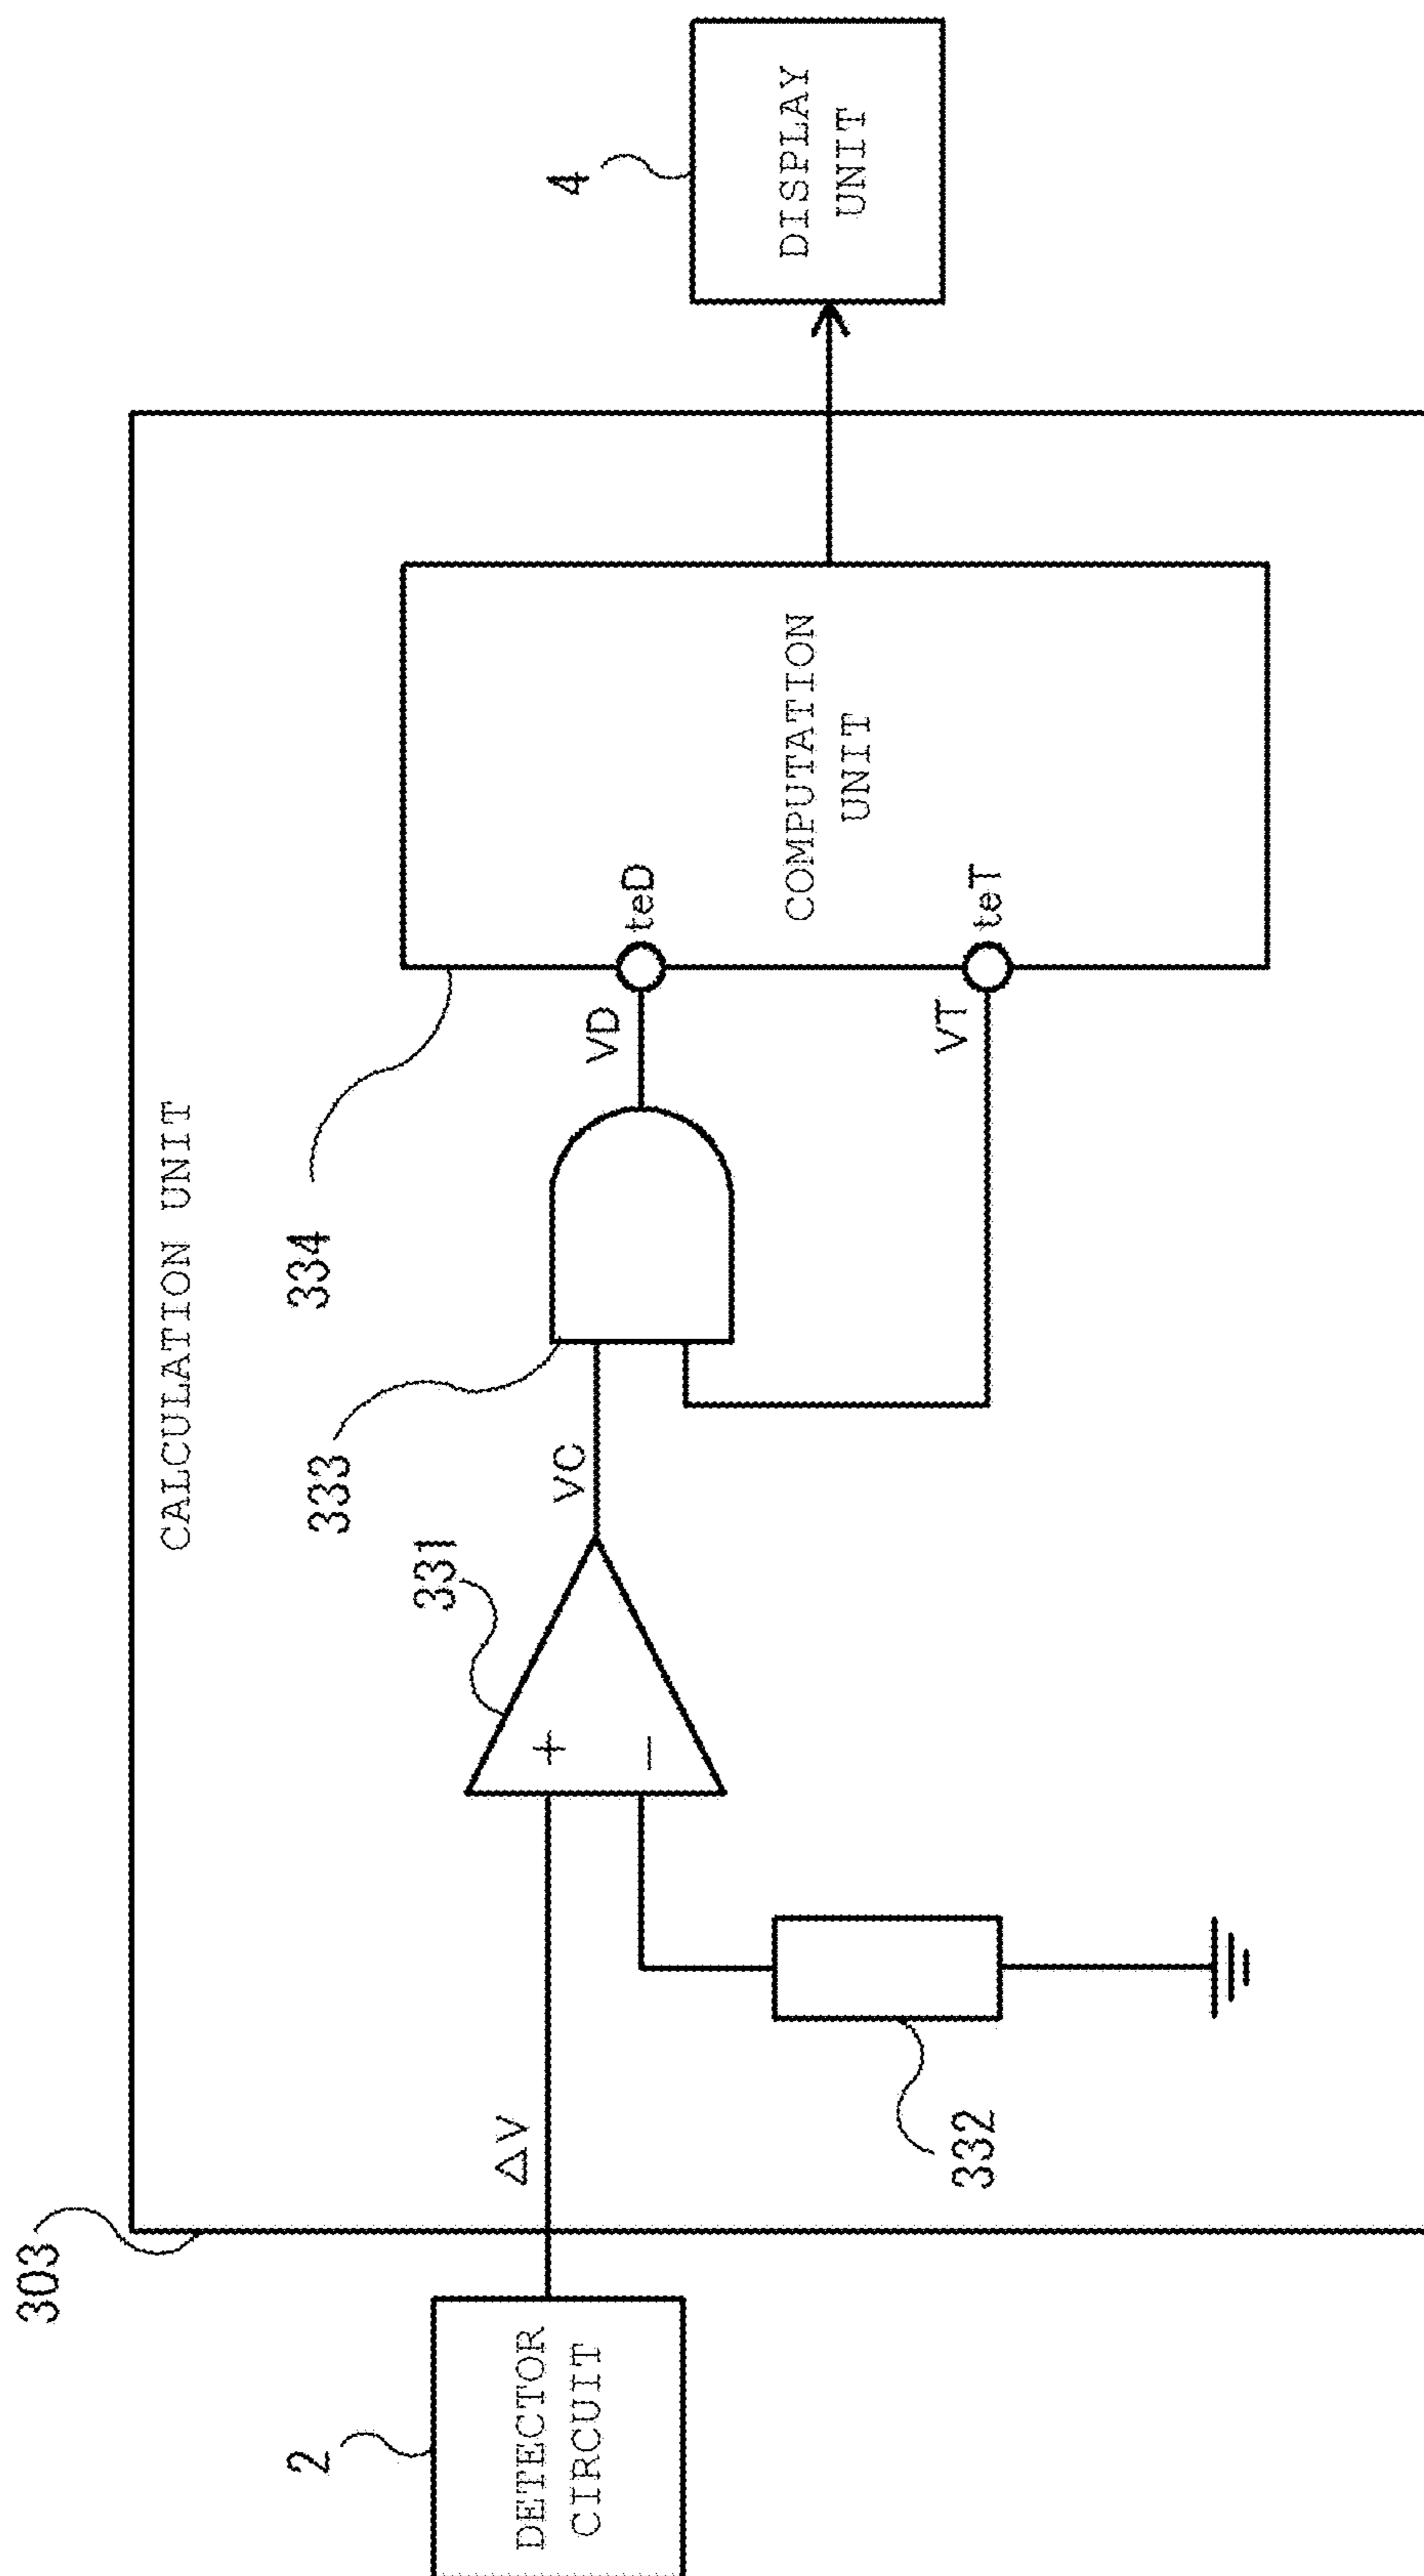 303
CALCULATION UNIT
2
DETECTOR
CIRCUIT
ΔV
332
331
+
−
VC
333
VD
334
teD
VT
teT
COMPUTATION
UNIT
4
DISPLAY
UNIT